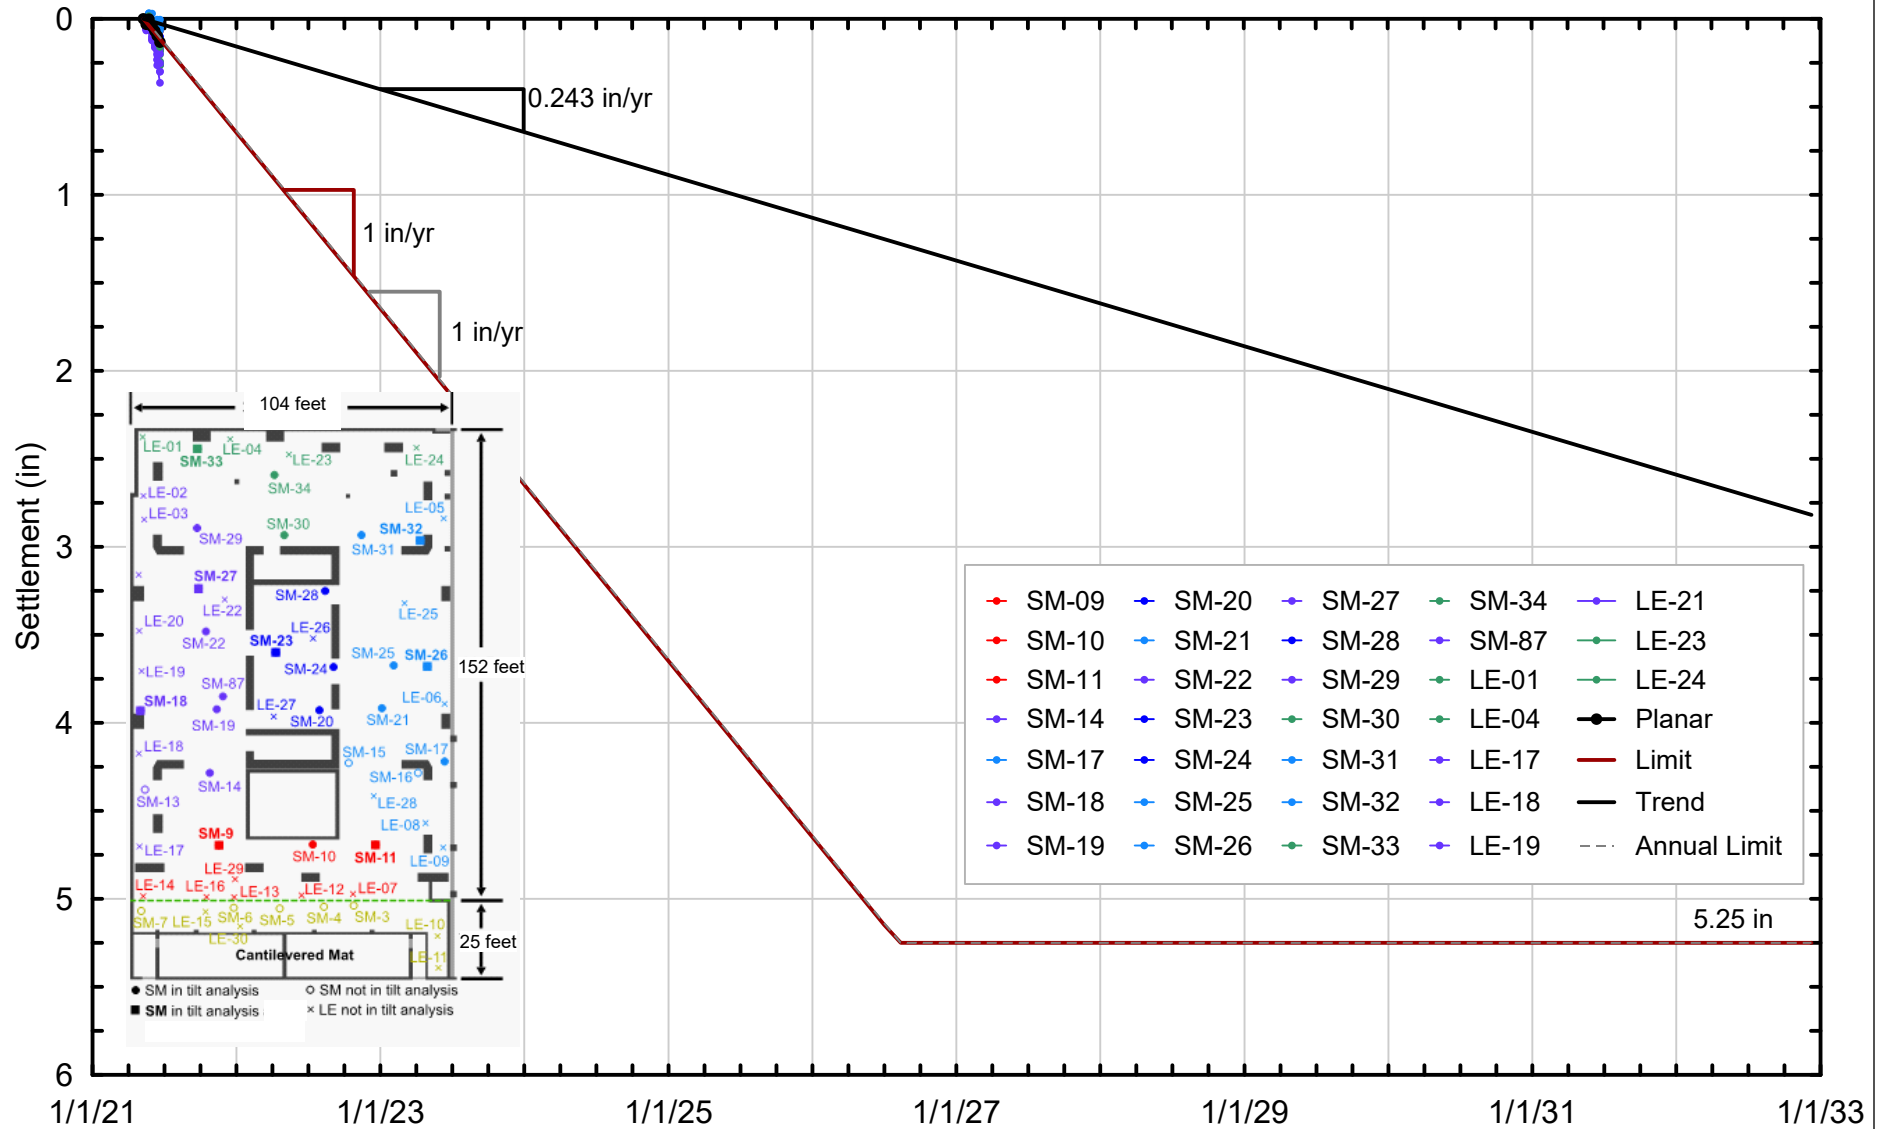 0
0.243 in/yr
1
1 in/yr
1 in/yr
2
104 feet
LE-01
LE-04
SM-33
LE-23
LE-24
SM-34
LE-02
LE-03
LE-05
SM-30
SM-32
SM-29
SM-31
3
SM-27
SM-28
LE-22
LE-25
LE-20
LE-26
SM-22
SM-23
SM-25
SM-26
SM-24
152 feet
LE-19
SM-87
SM-18
LE-27
LE-06
SM-19
SM-20
SM-21
4
LE-18
SM-15
SM-17
SM-16
SM-14
SM-13
LE-28
LE-08
SM-9
LE-17
SM-10
SM-11
LE-09
LE-29
LE-14
LE-16
LE-13
LE-12
LE-07
5
SM-7
LE-15
SM-6
SM-5
SM-4
SM-3
LE-10
LE-30
25 feet
Cantilevered Mat
LE-11
SM in tilt analysis
SM not in tilt analysis
SM in tilt analysis
LE not in tilt analysis
Settlement (in)
SM-09 SM-20 SM-27 SM-34 LE-21
SM-10 SM-21 SM-28 SM-87 LE-23
SM-11 SM-22 SM-29 LE-01 LE-24
SM-14 SM-23 SM-30 LE-04 Planar
SM-17 SM-24 SM-31 LE-17 Limit
SM-18 SM-25 SM-32 LE-18 Trend
SM-19 SM-26 SM-33 LE-19 Annual Limit
5.25 in
6
1/1/21 1/1/23 1/1/25 1/1/27 1/1/29 1/1/31 1/1/33